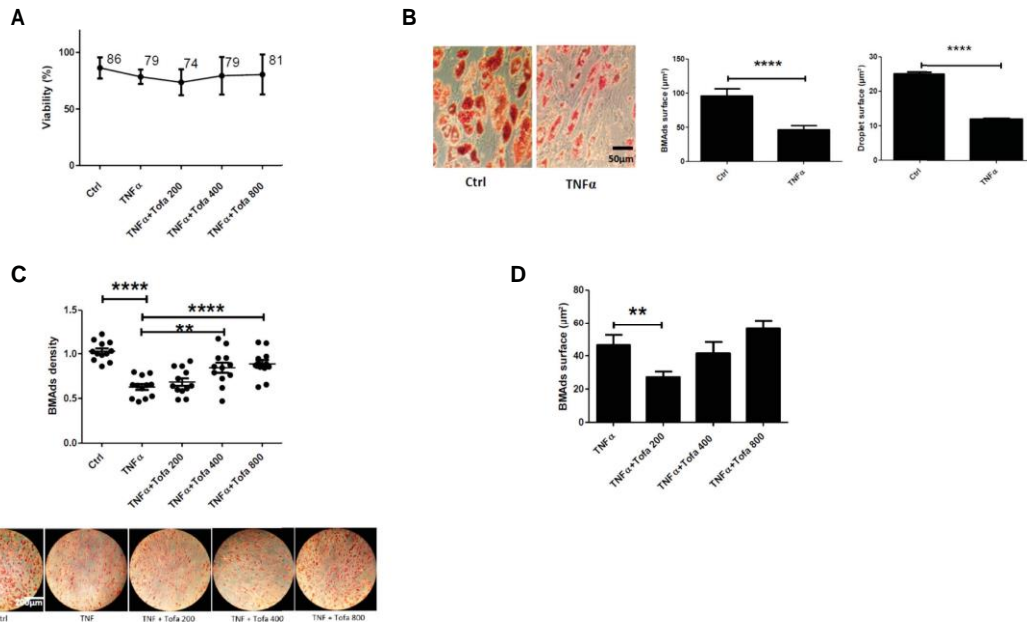 A
100
50
0
Viability (%)
86
79
74
79
81
Ctrl
TNFα
TNFα+Tofa 200
TNFα+Tofa 400
TNFα+Tofa 800
B
50µm
Ctrl
TNFα
BMAds surface (µm²)
150
100
50
0
****
Ctrl
TNFα
Droplet surface (µm²)
30
20
10
0
****
Ctrl
TNFα
C
BMAds density
1.5
1.0
0.5
0.0
****
****
**
Ctrl
TNFα
TNFα+Tofa 200
TNFα+Tofa 400
TNFα+Tofa 800
200µm
trl
TNF
TNF + Tofa 200
TNF + Tofa 400
TNF + Tofa 800
D
BMAds surface (µm²)
80
60
40
20
0
**
TNFα
TNFα+Tofa 200
TNFα+Tofa 400
TNFα+Tofa 800